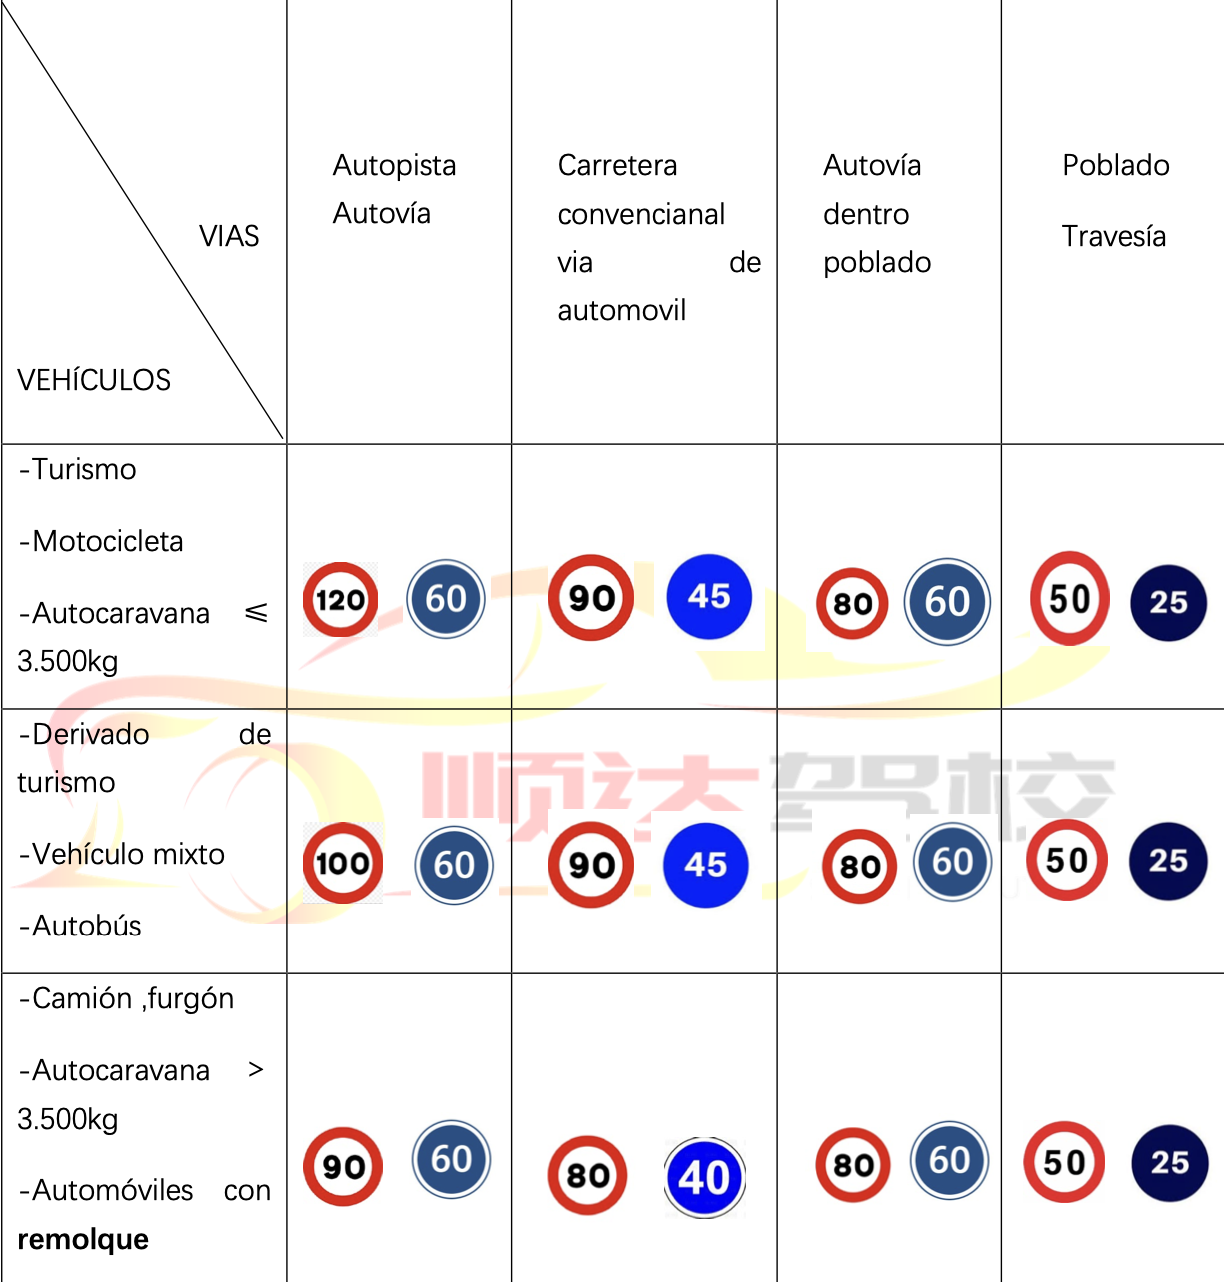 VIAS
VEHÍCULOS
Autopista
Autovía
Carretera
convencianal
via de
automovil
Autovía
dentro
poblado
Poblado
Travesía
-Turismo
-Motocicleta
-Autocaravana ≤
3.500kg
120 60 90 45 80 60 50 25
-Derivado de
turismo
-Vehículo mixto
-Autobús
100 60 90 45 80 60 50 25
顺达驾校
-Camión ,furgón
-Autocaravana >
3.500kg
-Automóviles con
remolque
90 60 80 40 80 60 50 25